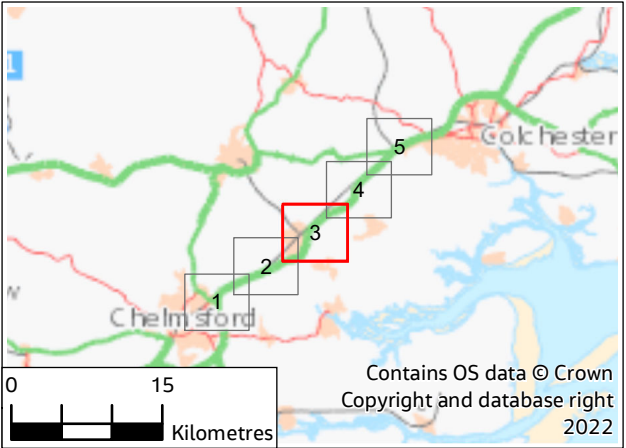 1
Colchester
5
4
3
2
1
w
Chelmsford
0 15
Kilometres
Contains OS data © Crown
Copyright and database right
2022